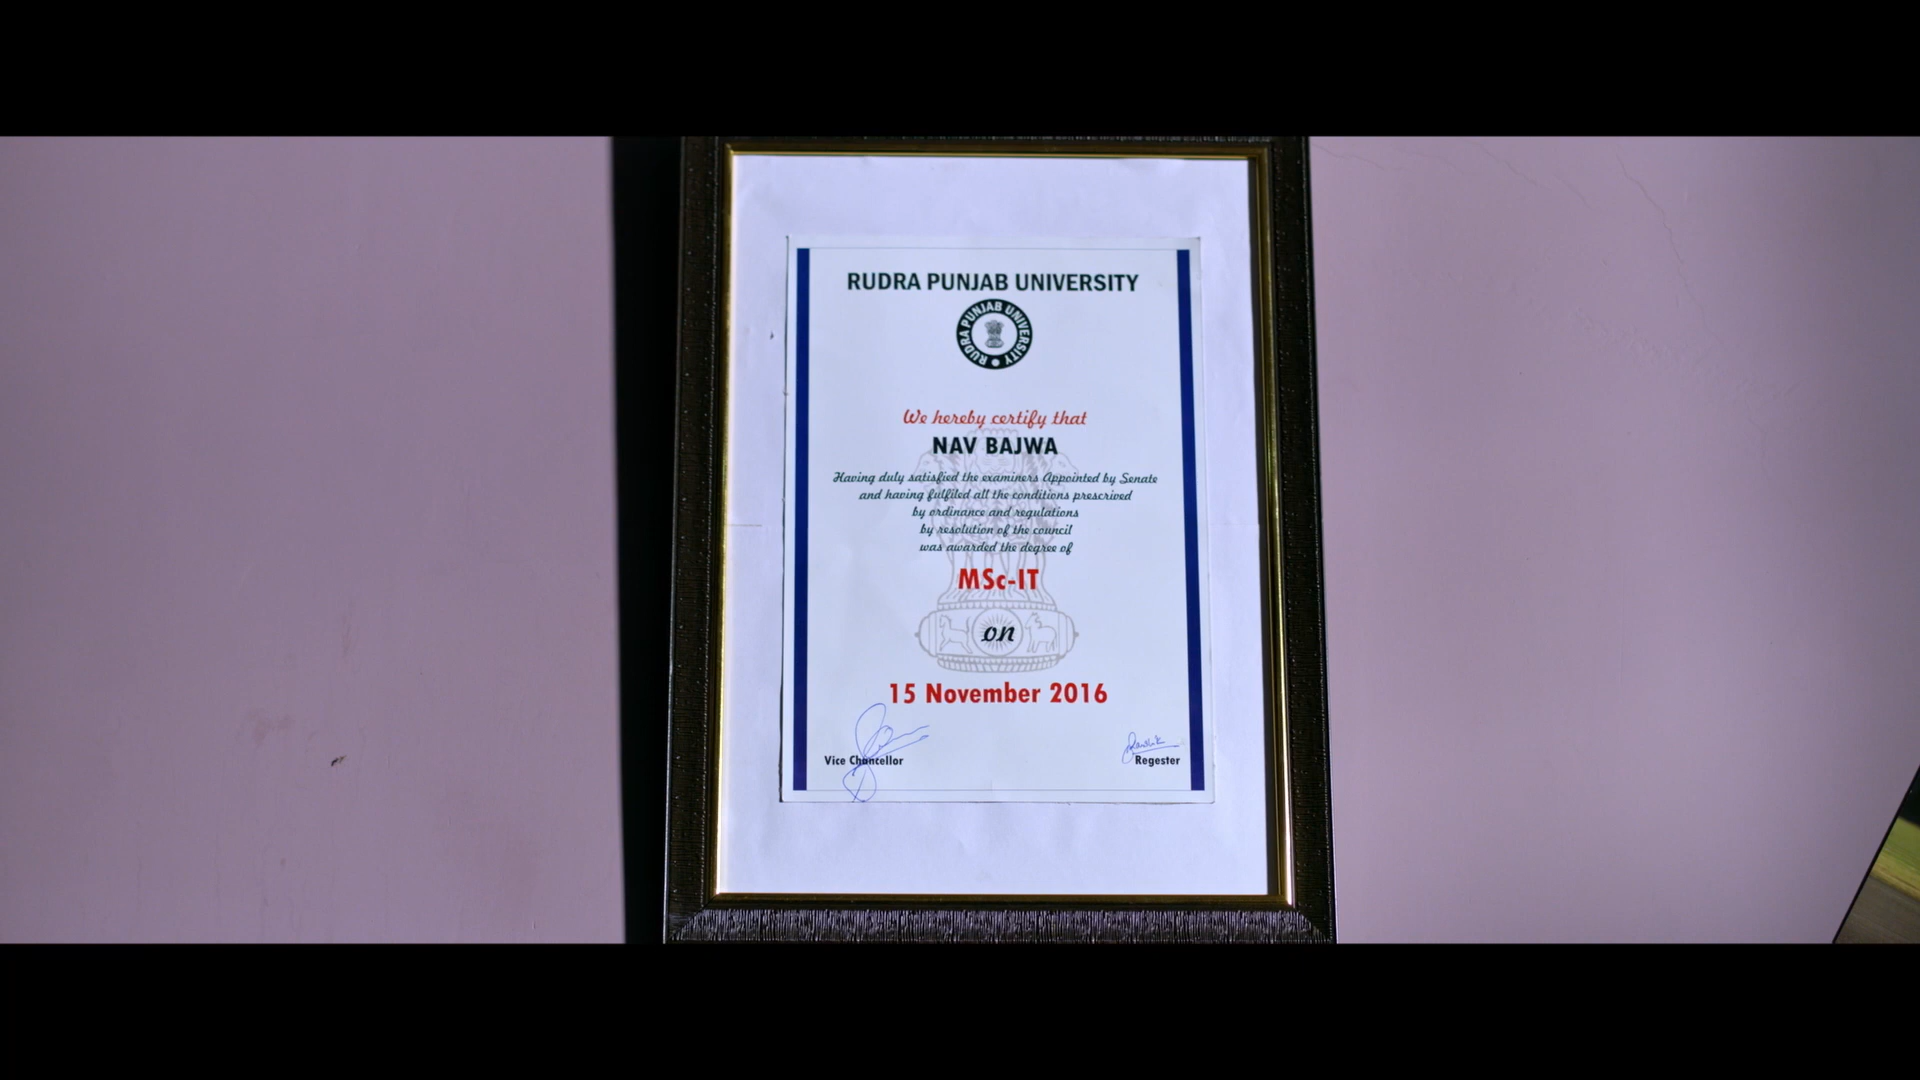 RUDRA PUNJAB UNIVERSITY
RUDRA PUNJAB UNIVERSITY
We hereby certify that
NAV BAJWA
Having duly satisfied the examiners Appointed by Senate
and having fulfiled all the conditions prescrived
by ordinance and regulations
by resolution of the council
was awarded the degree of
MSc-IT
on
15 November 2016
Vice Chancellor
Regester